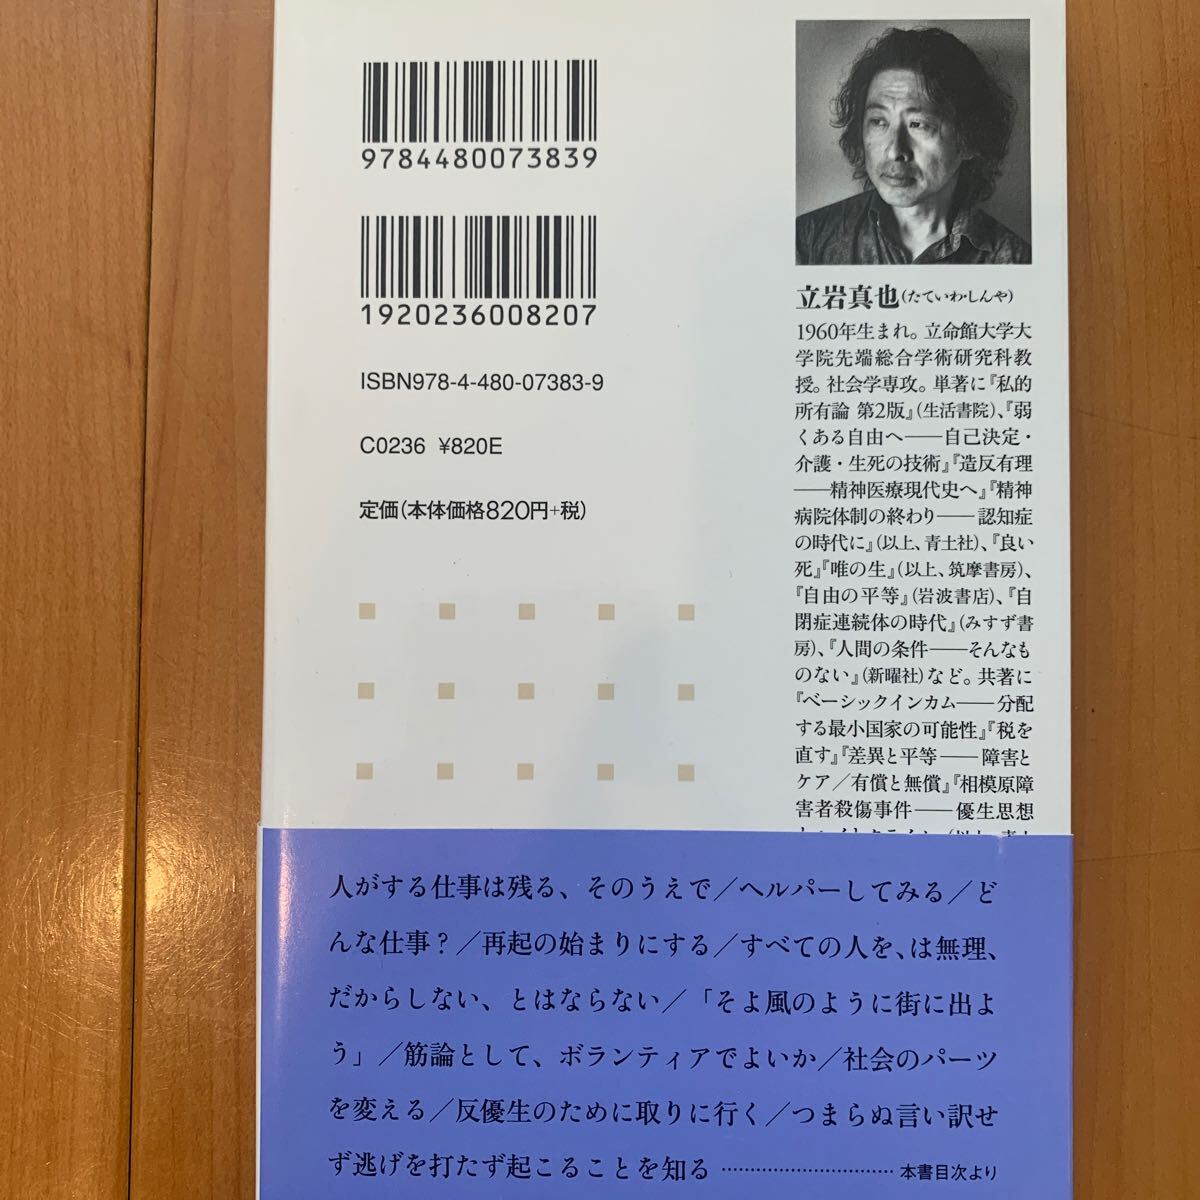 9784480073839
1920236008207
ISBN978-4-480-07383-9
C0236 ¥820E
定価(本体価格820円+税)
立岩真也(たていわ・しんや)
1960年生まれ。立命館大学大
学院先端総合学術研究科教
授。社会学専攻。単著に『私的
所有論 第2版』(生活書院)、『弱
くある自由へ——自己決定・
介護・生死の技術』『造反有理
——精神医療現代史へ』『精神
病院体制の終わり——認知症
の時代に』(以上、青土社)、『良い
死』『唯の生』(以上、筑摩書房)、
『自由の平等』(岩波書店)、『自
閉症連続体の時代』(みすず書
房)、『人間の条件——そんなも
のない』(新曜社)など。共著に
『ベーシックインカム——分配
する最小国家の可能性』『税を
直す』『差異と平等——障害と
ケア/有償と無償』『相模原障
害者殺傷事件——優生思想
人がする仕事は残る、そのうえで/ヘルパーしてみる/ど
んな仕事?/再起の始まりにする/すべての人を、は無理、
だからしない、とはならない/「そよ風のように街に出よ
う」/筋論として、ボランティアでよいか/社会のパーツ
を変える/反優生のために取りに行く/つまらぬ言い訳せ
ず逃げを打たず起こることを知る ……………………… 本書目次より